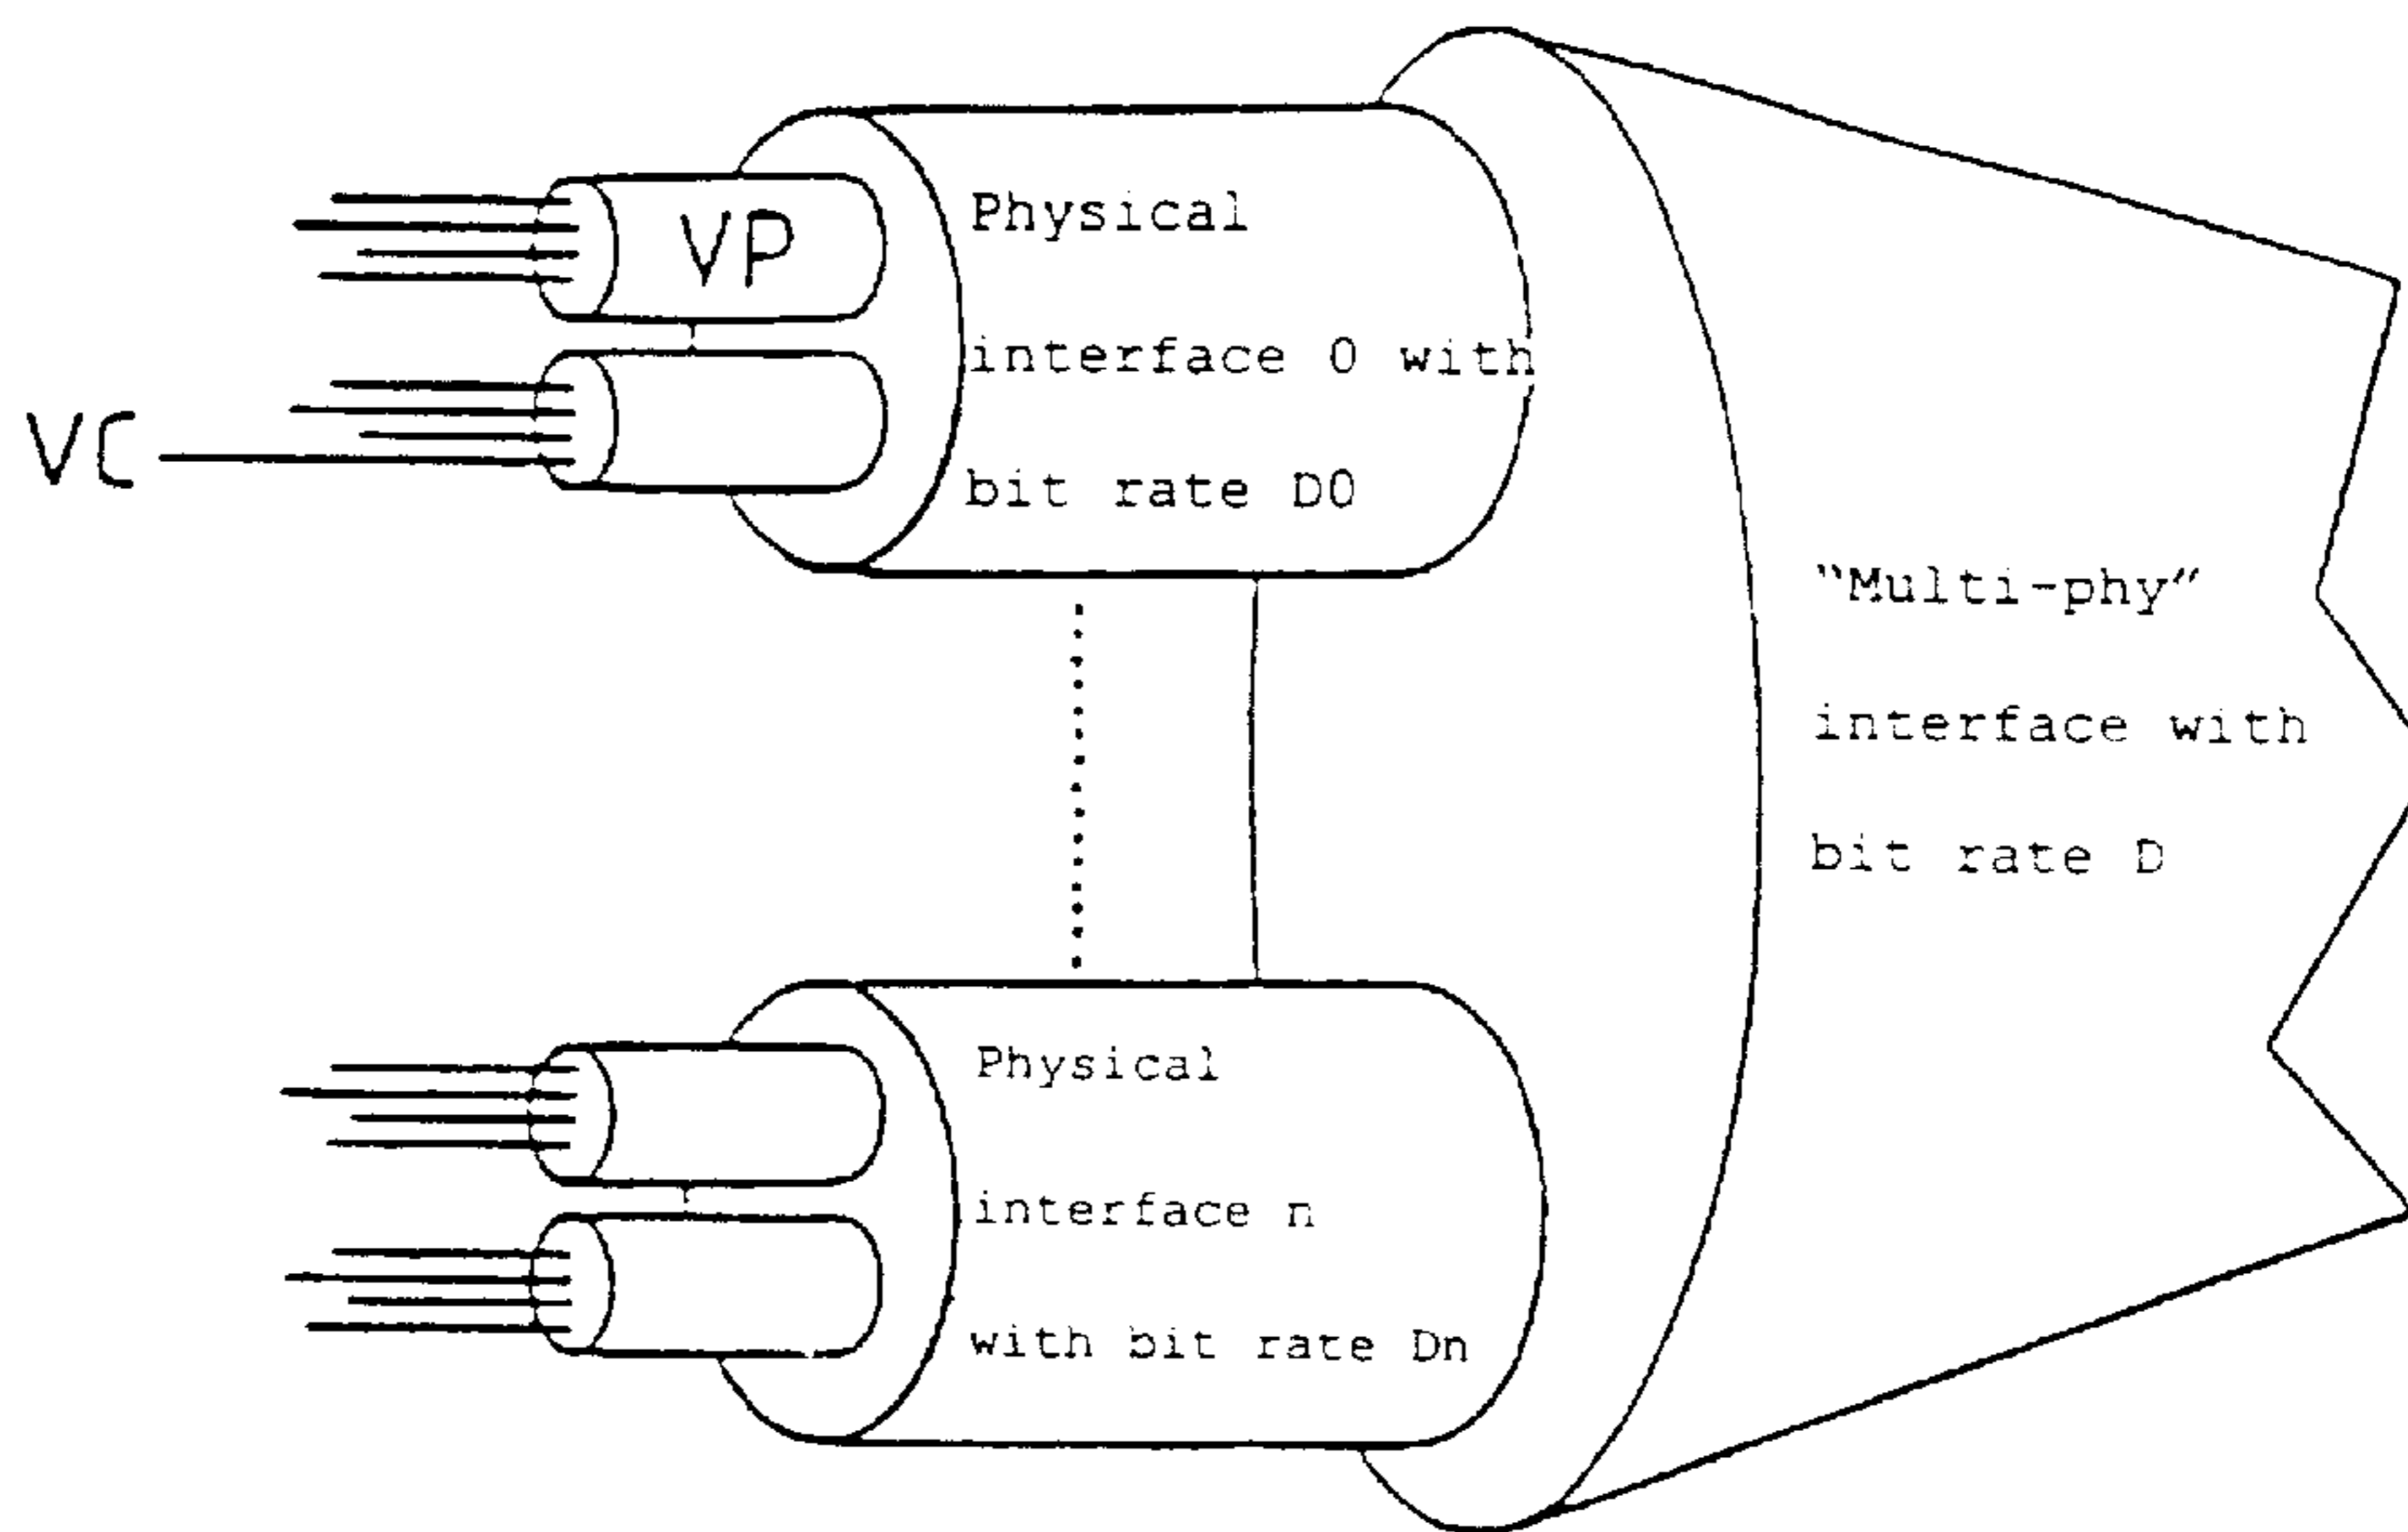 VP
Physical
interface 0 with
bit rate D0
VC
"Multi-phy"
interface with
bit rate D
Physical
interface n
with bit rate Dn